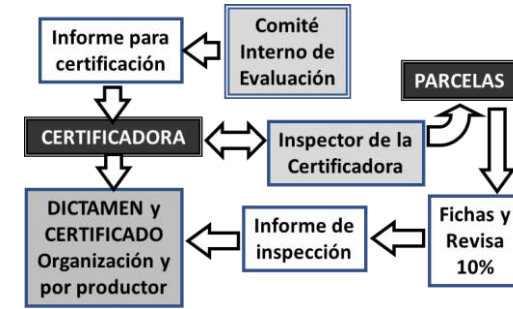 Informe para
certificación
Comité
Interno de
Evaluación
PARCELAS
CERTIFICADORA
Inspector de la
Certificadora
DICTAMEN y
CERTIFICADO
Organización y
por productor
Informe de
inspección
Fichas y
Revisa
10%